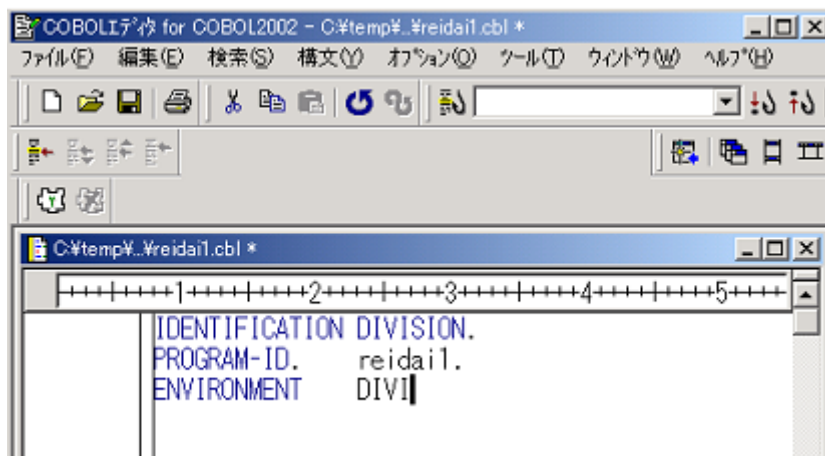 COBOLｴﾃﾞｨﾀ for COBOL2002 - C:¥temp¥..¥reidai1.cbl *
ﾌｧｲﾙ(F) 編集(E) 検索(S) 構文(Y) ｵﾌﾟｼｮﾝ(O) ﾂｰﾙ(T) ｳｨﾝﾄﾞｳ(W) ﾍﾙﾌﾟ(H)
C:¥temp¥..¥reidai1.cbl *
1 2 3 4 5
IDENTIFICATION DIVISION.
PROGRAM-ID. reidai1.
ENVIRONMENT DIVI